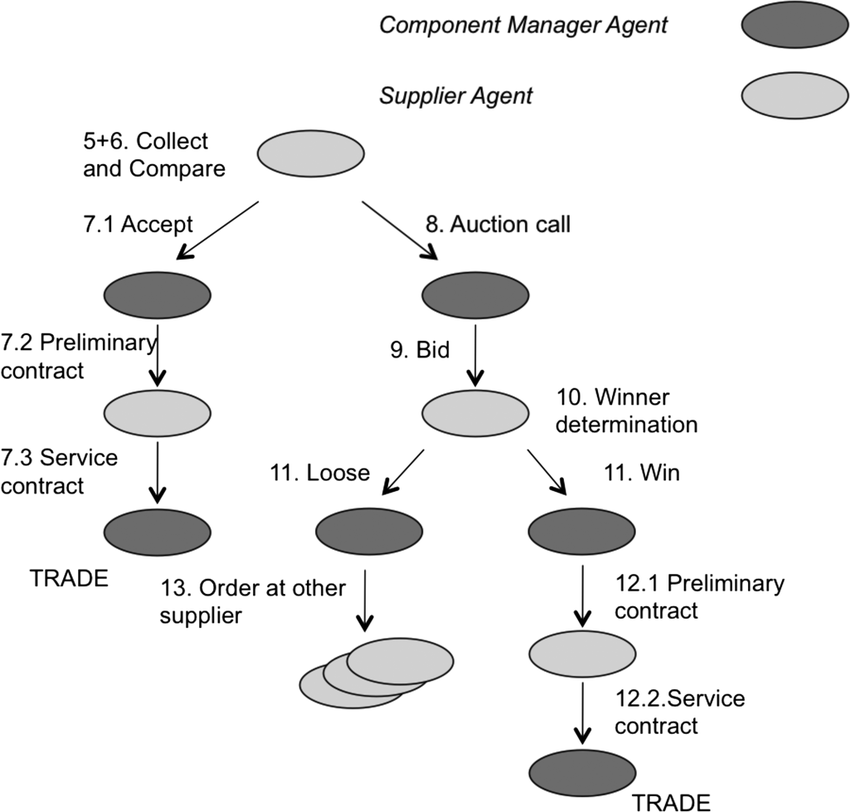 Component Manager Agent
Supplier Agent
5+6. Collect
and Compare
7.1 Accept
8. Auction call
7.2 Preliminary
contract
9. Bid
10. Winner
determination
7.3 Service
contract
11. Loose
11. Win
TRADE
13. Order at other
supplier
12.1 Preliminary
contract
12.2.Service
contract
TRADE